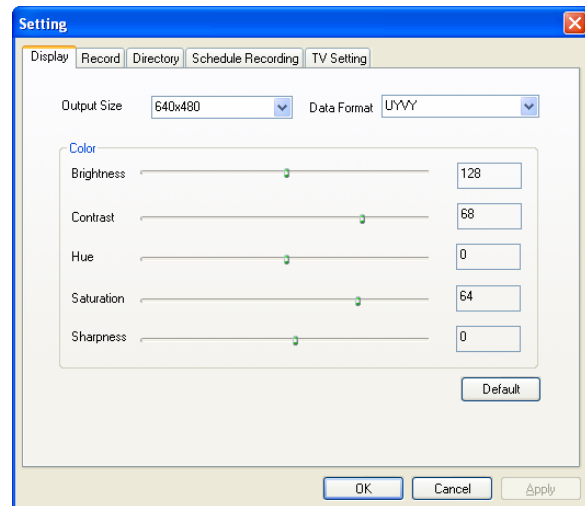 Setting
Display Record Directory Schedule Recording TV Setting
Output Size 640x480 Data Format UYVY
Color
Brightness 128
Contrast 68
Hue 0
Saturation 64
Sharpness 0
Default
OK Cancel Apply